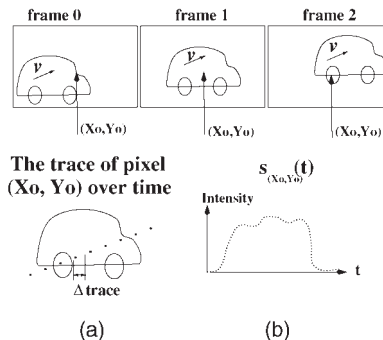 frame 0 frame 1 frame 2
v v v
(Xo,Yo) (Xo,Yo) (Xo,Yo)
The trace of pixel
(Xo, Yo) over time
s(Xo,Yo)(t)
Intensity
t
Δ trace
(a) (b)